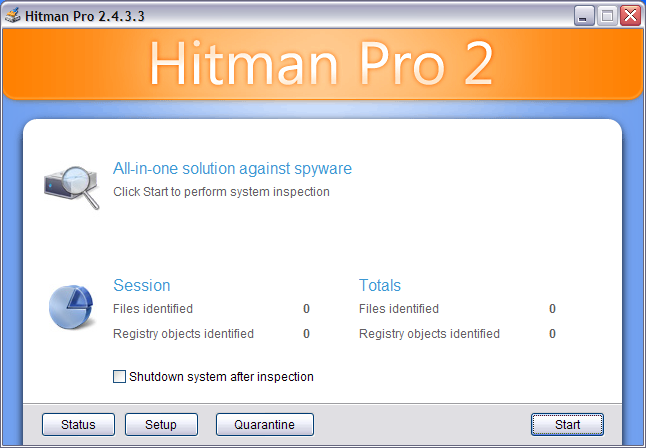 Hitman Pro 2.4.3.3
Hitman Pro 2
All-in-one solution against spyware
Click Start to perform system inspection
Session
Files identified 0
Registry objects identified 0
Totals
Files identified 0
Registry objects identified 0
Shutdown system after inspection
Status Setup Quarantine Start